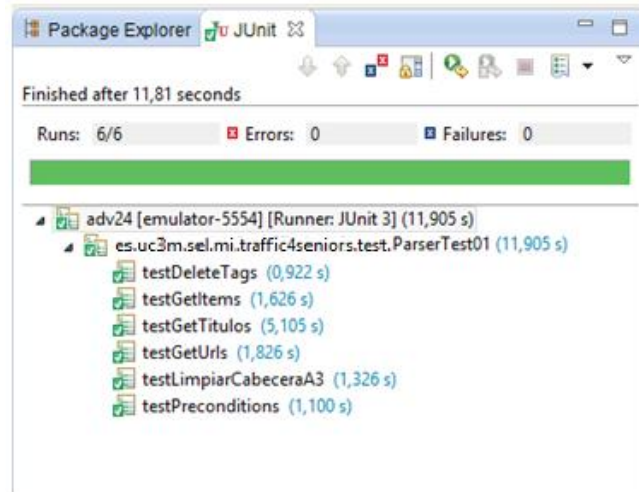 Package Explorer JUnit
Finished after 11,81 seconds
Runs: 6/6 Errors: 0 Failures: 0
adv24 [emulator-5554] [Runner: JUnit 3] (11,905 s)
es.uc3m.sel.mi.traffic4seniors.test.ParserTest01 (11,905 s)
testDeleteTags (0,922 s)
testGetItems (1,626 s)
testGetTitulos (5,105 s)
testGetUrls (1,826 s)
testLimpiarCabeceraA3 (1,326 s)
testPreconditions (1,100 s)